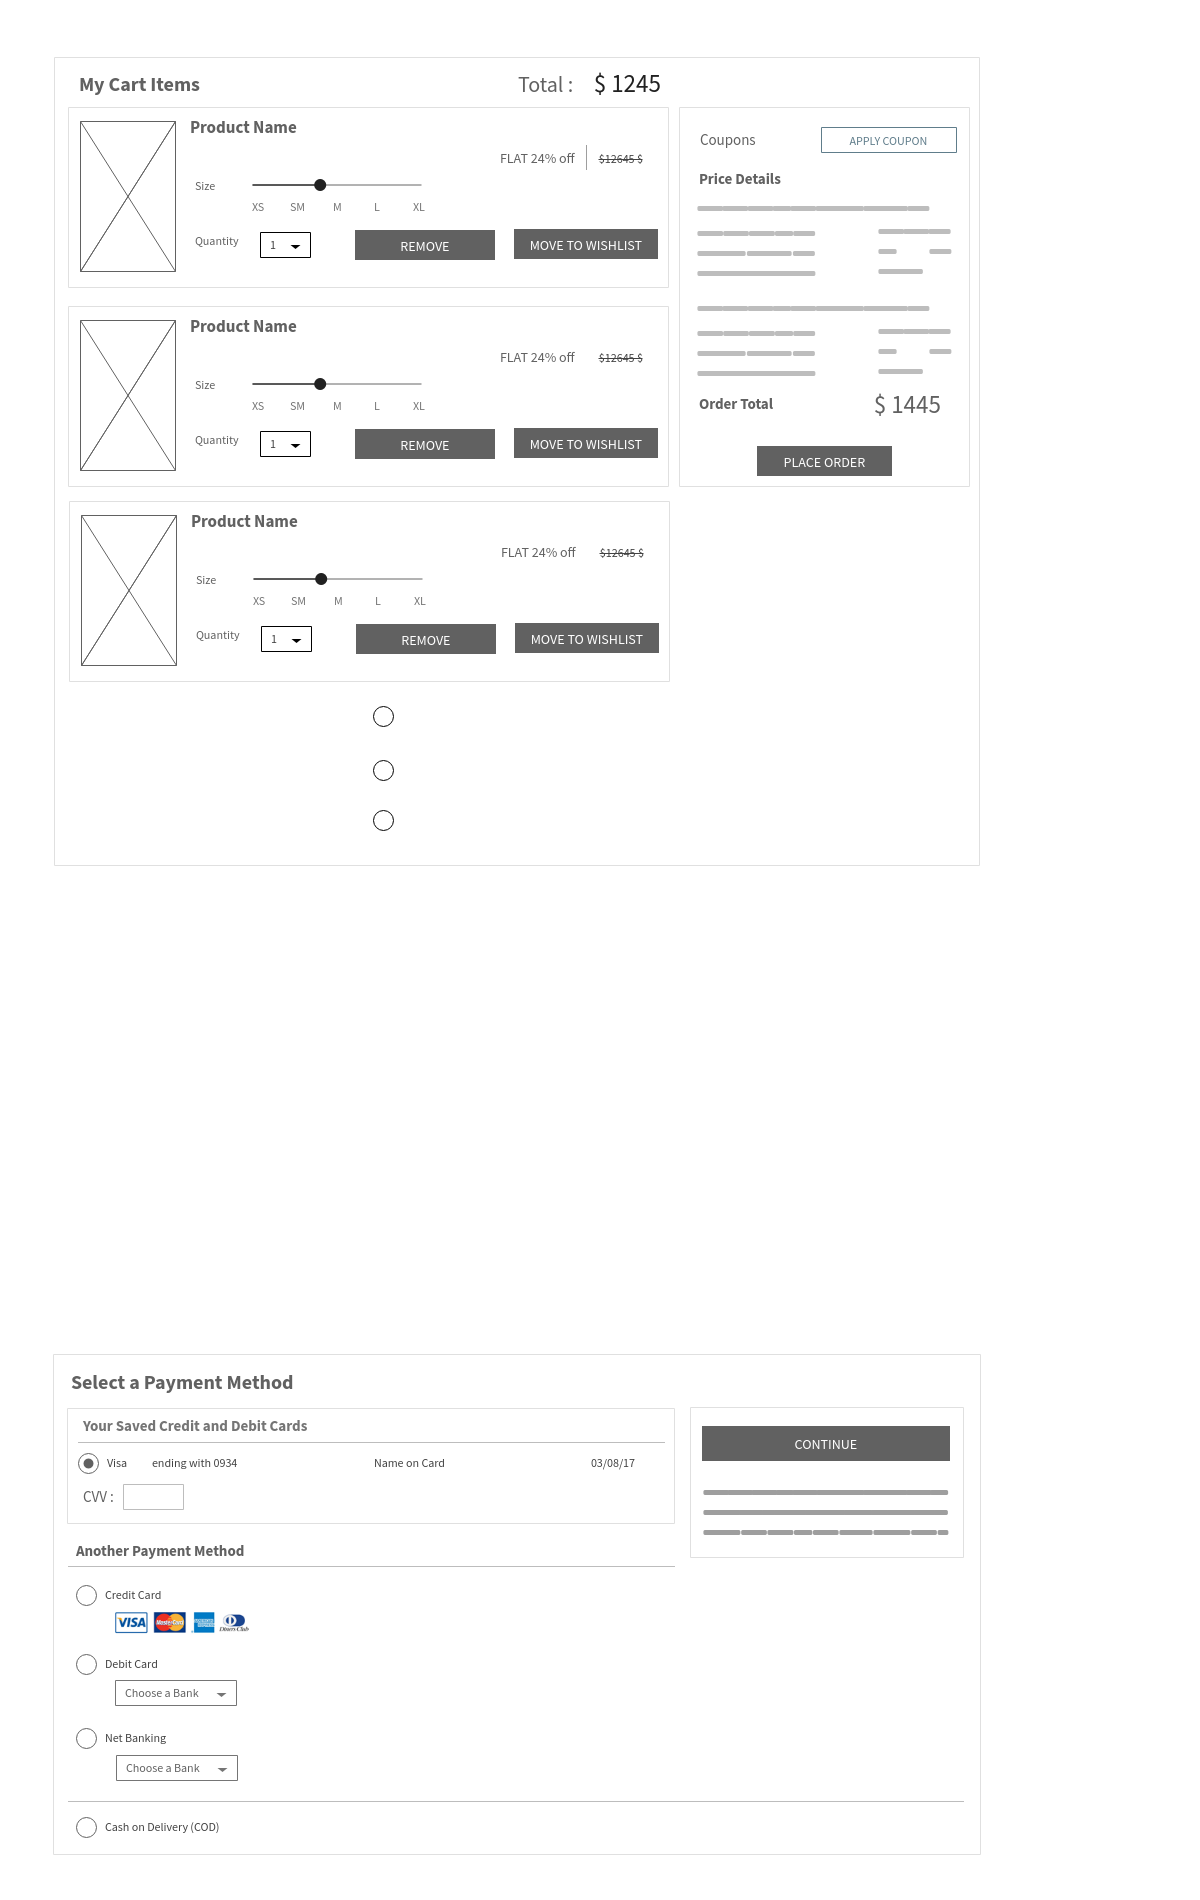 My Cart Items
Total : $ 1245
Product Name
FLAT 24% off $12645 $
Size
XS SM M L XL
Quantity 1 REMOVE MOVE TO WISHLIST
Product Name
FLAT 24% off $12645 $
Size
XS SM M L XL
Quantity 1 REMOVE MOVE TO WISHLIST
Product Name
FLAT 24% off $12645 $
Size
XS SM M L XL
Quantity 1 REMOVE MOVE TO WISHLIST
Coupons APPLY COUPON
Price Details
Order Total $ 1445
PLACE ORDER
Select a Payment Method
Your Saved Credit and Debit Cards
Visa ending with 0934 Name on Card 03/08/17
CVV :
CONTINUE
Another Payment Method
Credit Card
VISA MasterCard AMERICAN EXPRESS Diners Club
Debit Card
Choose a Bank
Net Banking
Choose a Bank
Cash on Delivery (COD)